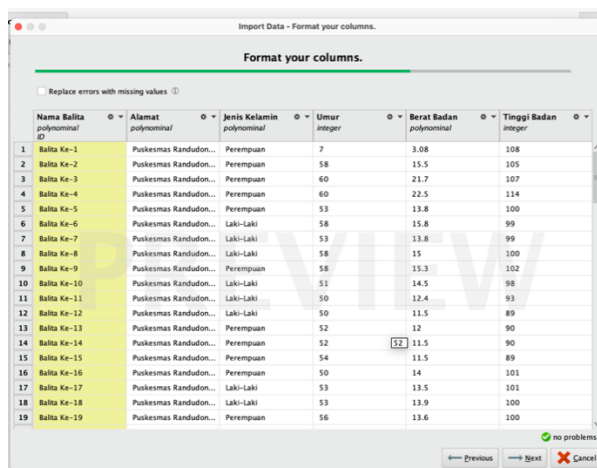 Import Data - Format your columns.
Format your columns.
Replace errors with missing values
Nama Balita Alamat Jenis Kelamin Umur Berat Badan Tinggi Badan
polynominal polynominal polynominal integer polynominal integer
ID
1 Balita Ke-1 Puskesmas Randudon... Perempuan 7 3.08 108
2 Balita Ke-2 Puskesmas Randudon... Perempuan 58 15.5 105
3 Balita Ke-3 Puskesmas Randudon... Perempuan 60 21.7 107
4 Balita Ke-4 Puskesmas Randudon... Perempuan 60 22.5 114
5 Balita Ke-5 Puskesmas Randudon... Perempuan 53 13.8 100
6 Balita Ke-6 Puskesmas Randudon... Laki-Laki 58 15.8 99
7 Balita Ke-7 Puskesmas Randudon... Laki-Laki 53 13.8 99
8 Balita Ke-8 Puskesmas Randudon... Laki-Laki 58 15 100
9 Balita Ke-9 Puskesmas Randudon... Perempuan 58 15.3 102
10 Balita Ke-10 Puskesmas Randudon... Laki-Laki 51 14.5 98
11 Balita Ke-11 Puskesmas Randudon... Laki-Laki 50 12.4 93
12 Balita Ke-12 Puskesmas Randudon... Laki-Laki 50 11.5 89
13 Balita Ke-13 Puskesmas Randudon... Perempuan 52 12 90
14 Balita Ke-14 Puskesmas Randudon... Perempuan 52 52 11.5 90
15 Balita Ke-15 Puskesmas Randudon... Perempuan 54 11.5 89
16 Balita Ke-16 Puskesmas Randudon... Perempuan 50 14 101
17 Balita Ke-17 Puskesmas Randudon... Laki-Laki 53 13.5 101
18 Balita Ke-18 Puskesmas Randudon... Laki-Laki 53 13.9 100
19 Balita Ke-19 Puskesmas Randudon... Perempuan 56 13.6 100
PREVIEW
no problems
Previous Next Cancel